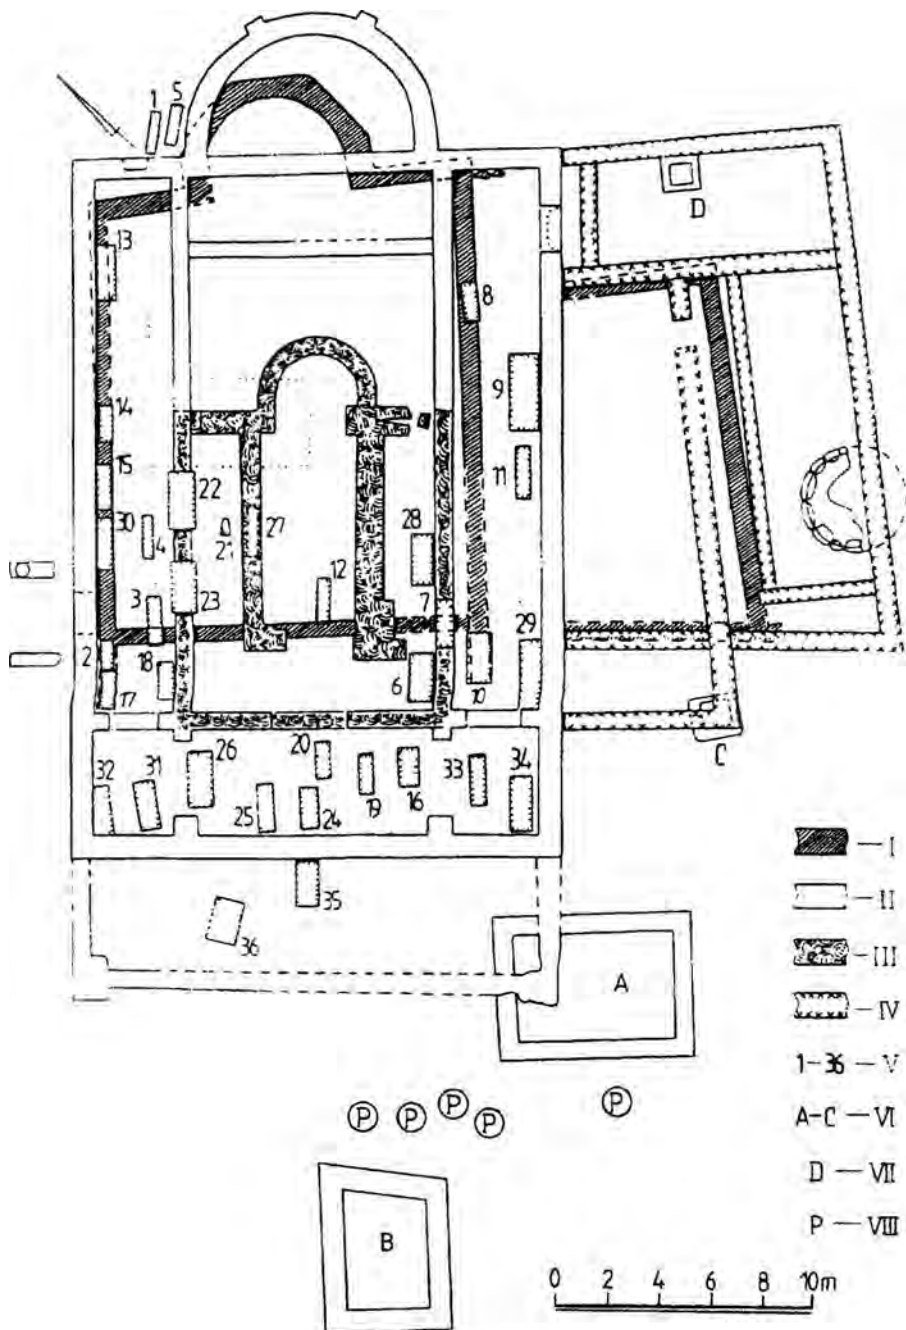 1 5
D
13
8
9
14
11
15
22
30
4
21
27
28
12
3
23
7
29
2
18
6
10
17
C
26
20
32
31
19
16
33
34
25
24
35
36
A
P P P P P
B
— I
— II
— III
— IV
1-36 — V
A-C — VI
D — VII
P — VIII
0 2 4 6 8 10m